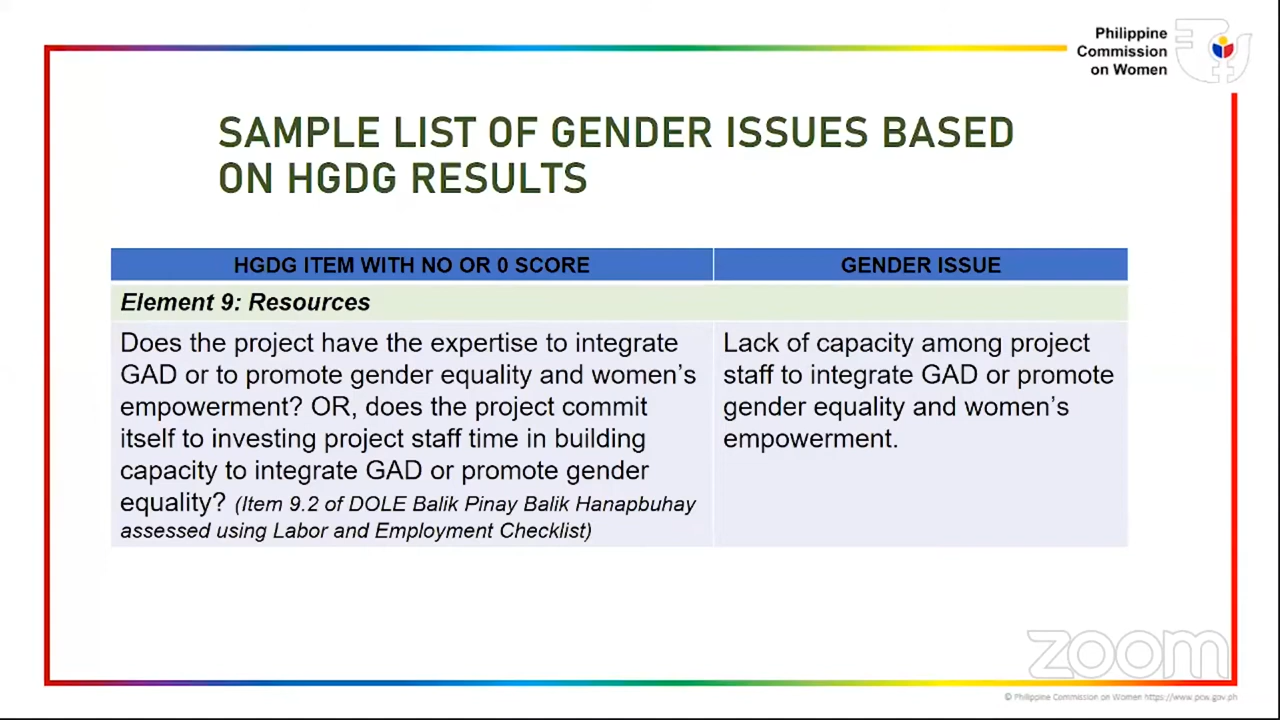 Philippine
Commission
on Women
SAMPLE LIST OF GENDER ISSUES BASED
ON HGDG RESULTS
HGDG ITEM WITH NO OR 0 SCORE
GENDER ISSUE
Element 9: Resources
Does the project have the expertise to integrate
GAD or to promote gender equality and women’s
empowerment? OR, does the project commit
itself to investing project staff time in building
capacity to integrate GAD or promote gender
equality? (Item 9.2 of DOLE Balik Pinay Balik Hanapbuhay
assessed using Labor and Employment Checklist)
Lack of capacity among project
staff to integrate GAD or promote
gender equality and women’s
empowerment.
zoom
© Philippine Commission on Women https://www.pcw.gov.ph